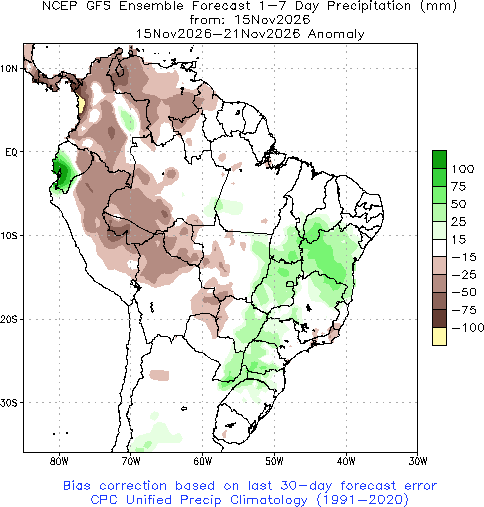 NCEP GFS Ensemble Forecast 1-7 Day Precipitation (mm)
from: 15Nov2026
15Nov2026-21Nov2026 Anomaly
10N
EQ
10S
20S
30S
80W 70W 60W 50W 40W 30W
100
75
50
25
15
-15
-25
-50
-75
-100
Bias correction based on last 30-day forecast error
CPC Unified Precip Climatology (1991-2020)